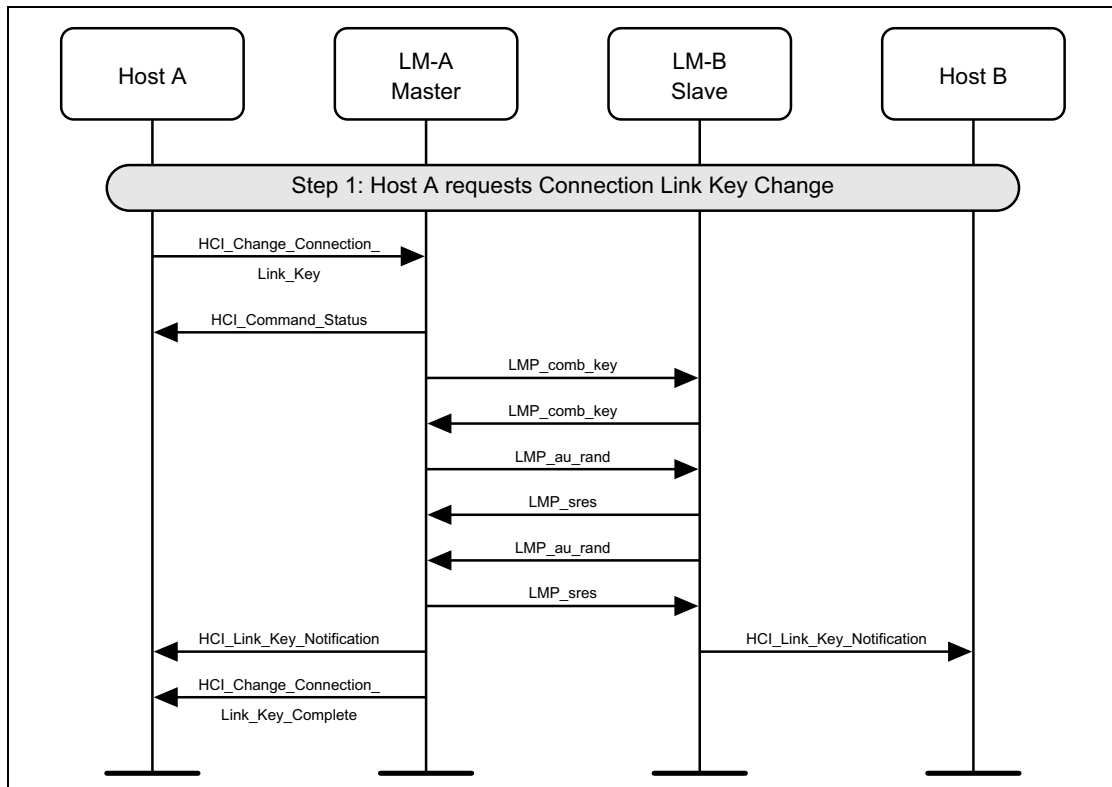 Host A
LM-A
Master
LM-B
Slave
Host B
Step 1: Host A requests Connection Link Key Change
HCI_Change_Connection_
Link_Key
HCI_Command_Status
LMP_comb_key
LMP_comb_key
LMP_au_rand
LMP_sres
LMP_au_rand
LMP_sres
HCI_Link_Key_Notification
HCI_Link_Key_Notification
HCI_Change_Connection_
Link_Key_Complete